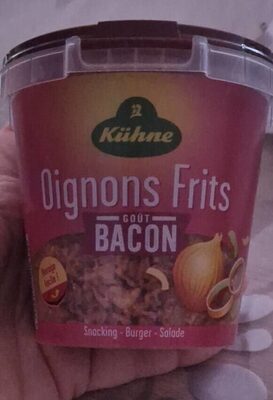 Kühne
Oignons Frits
GOÛT
BACON
Snacking - Burger - Salade